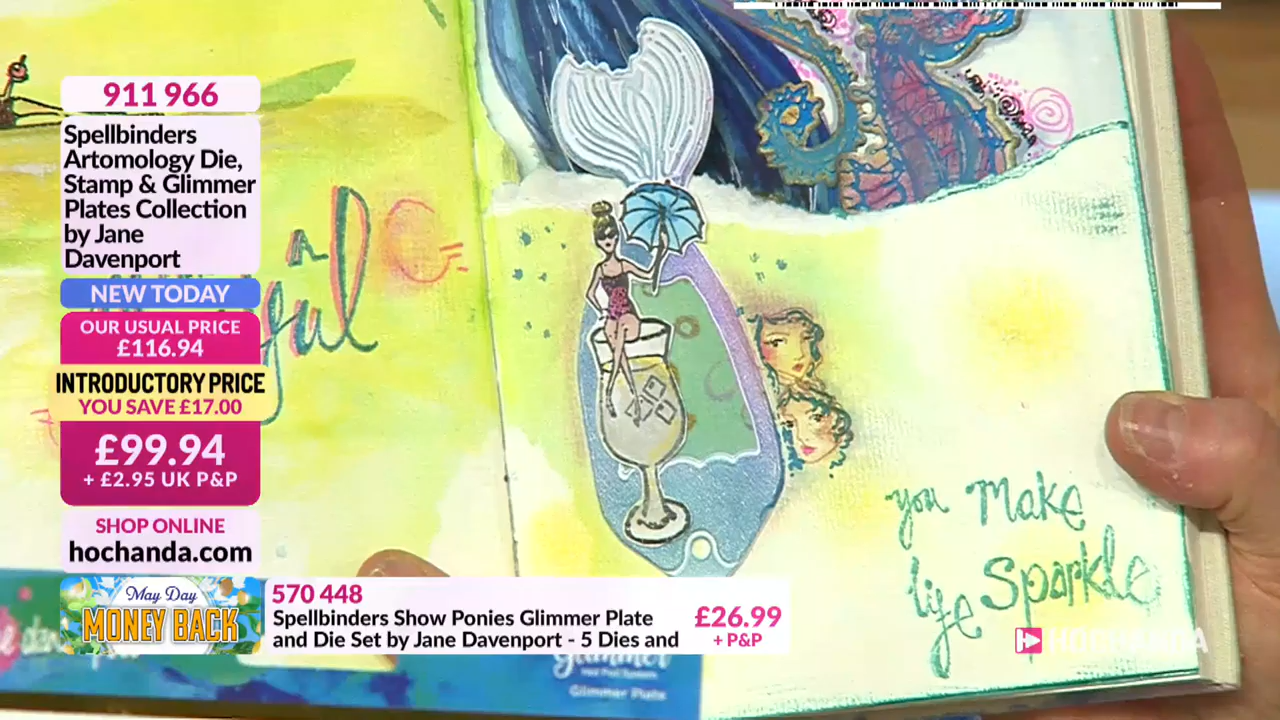 911 966
Spellbinders
Artomology Die,
Stamp & Glimmer
Plates Collection
by Jane
Davenport
NEW TODAY
OUR USUAL PRICE
£116.94
INTRODUCTORY PRICE
YOU SAVE £17.00
£99.94
+ £2.95 UK P&P
SHOP ONLINE
hochanda.com
May Day
MONEY BACK
570 448
Spellbinders Show Ponies Glimmer Plate
and Die Set by Jane Davenport - 5 Dies and
£26.99
+ P&P
you make
life Sparkle
HOCHANDA
glimmer
Glimmer Plate